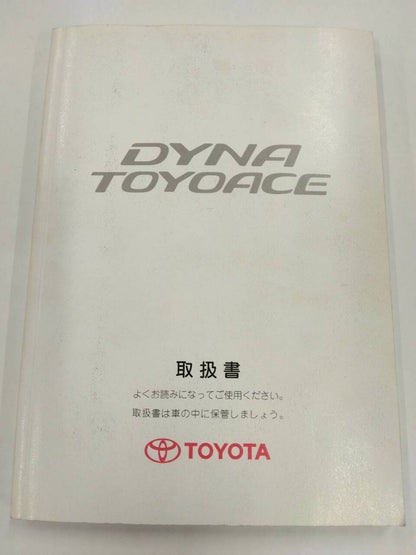 DYNA
TOYOACE
取扱書
よくお読みになってご使用ください。
取扱書は車の中に保管しましょう。
TOYOTA